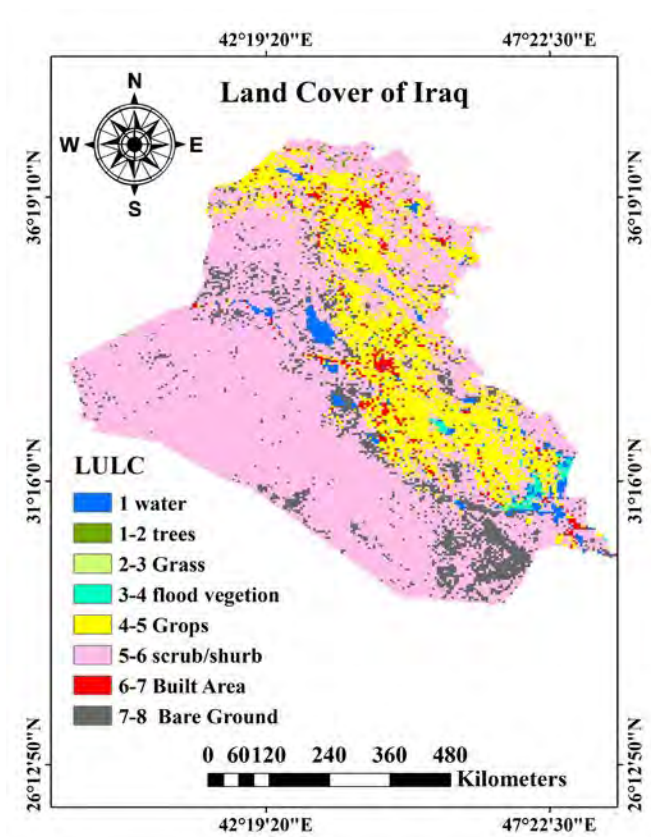 42°19'20"E 47°22'30"E
Land Cover of Iraq
N
W E
S
36°19'10"N 36°19'10"N
31°16'0"N 31°16'0"N
LULC
1 water
1-2 trees
2-3 Grass
3-4 flood vegetion
4-5 Grops
5-6 scrub/shurb
6-7 Built Area
7-8 Bare Ground
26°12'50"N 26°12'50"N
0 60 120 240 360 480
Kilometers
42°19'20"E 47°22'30"E